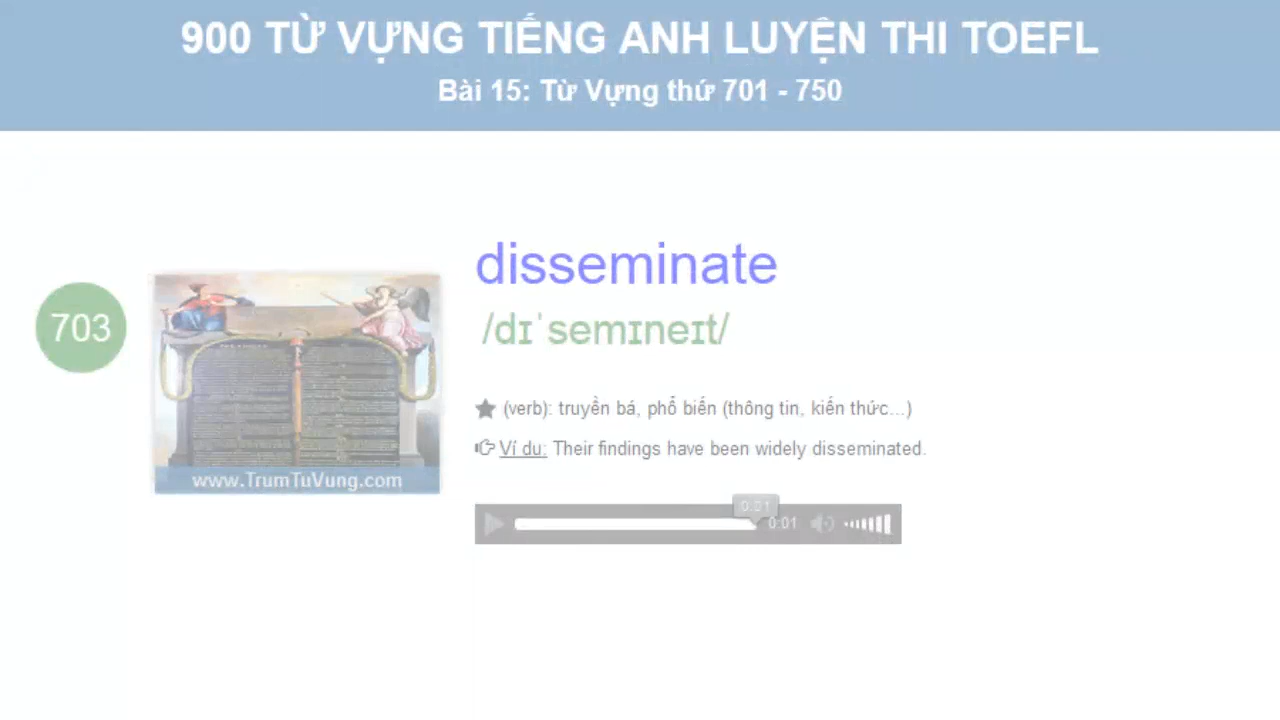 900 TỪ VỰNG TIẾNG ANH LUYỆN THI TOEFL
Bài 15: Từ Vựng thứ 701 - 750
disseminate
703
/dɪˈsemɪneɪt/
(verb): truyền bá, phổ biến (thông tin, kiến thức...)
Ví dụ: Their findings have been widely disseminated.
www.TrumTuVung.com
0:01
0:01